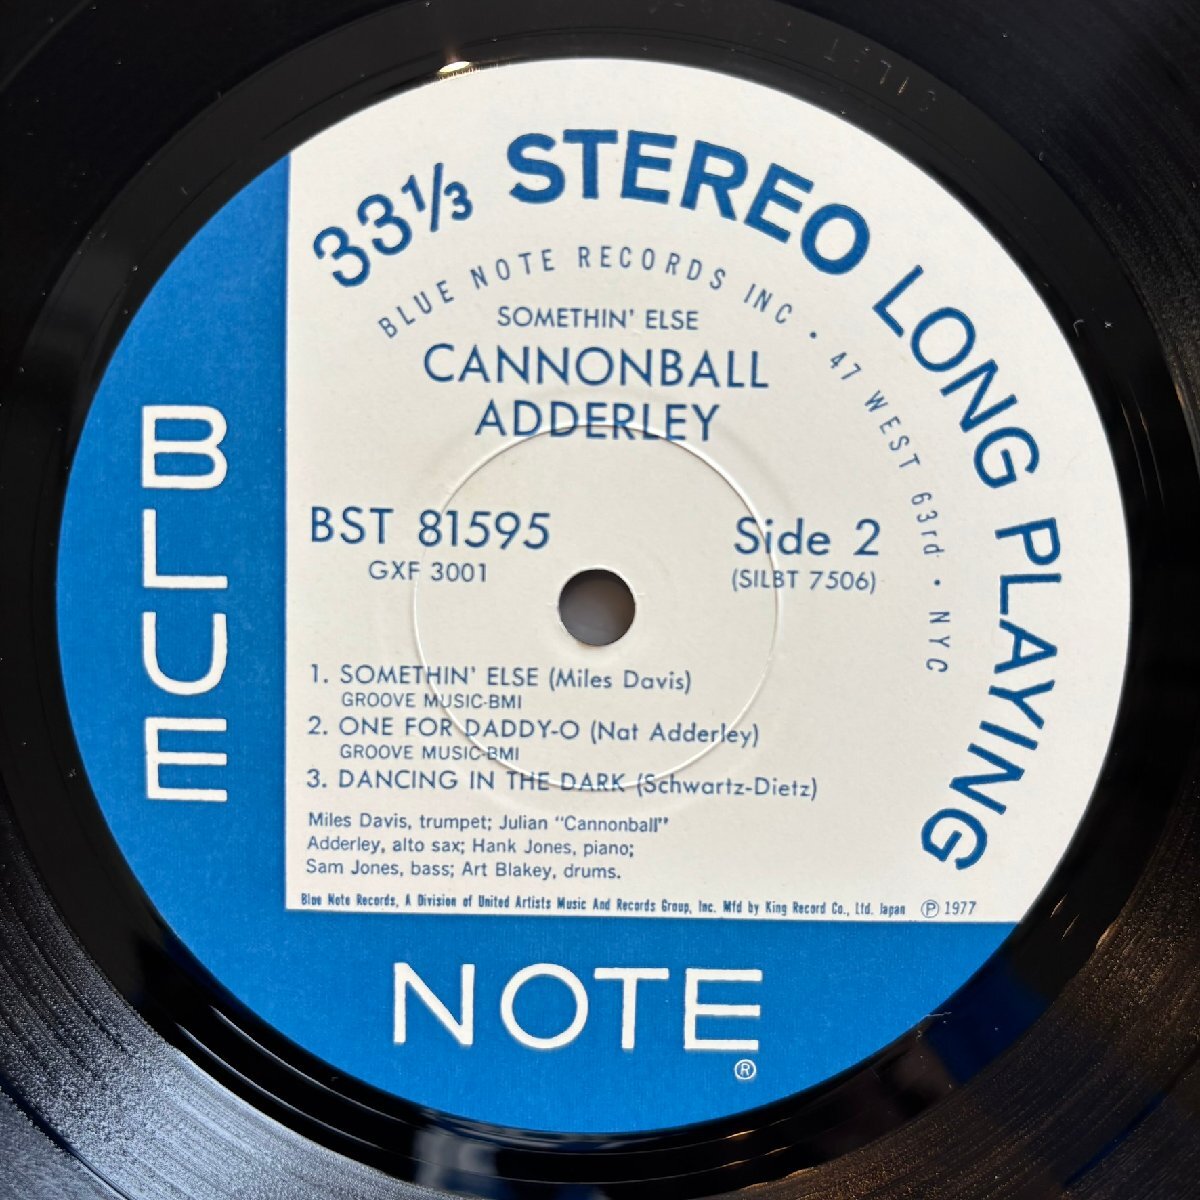 33⅓ STEREO LONG PLAYING
BLUE NOTE RECORDS INC • 47 WEST 63rd • NYC
SOMETHIN' ELSE
CANNONBALL
ADDERLEY
BST 81595
GXF 3001
Side 2
(SILBT 7506)
1. SOMETHIN' ELSE (Miles Davis)
GROOVE MUSIC-BMI
2. ONE FOR DADDY-O (Nat Adderley)
GROOVE MUSIC-BMI
3. DANCING IN THE DARK (Schwartz-Dietz)
Miles Davis, trumpet; Julian "Cannonball"
Adderley, alto sax; Hank Jones, piano;
Sam Jones, bass; Art Blakey, drums.
Blue Note Records, A Division of United Artists Music And Records Group, Inc. Mfd by King Record Co., Ltd. Japan ℗ 1977
BLUE
NOTE
®